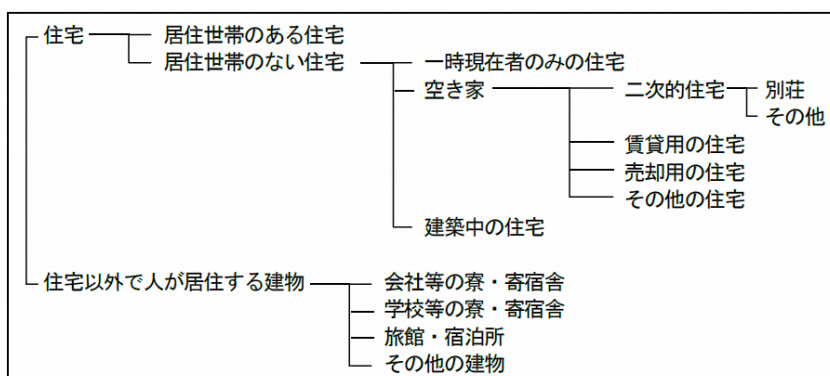 住宅
居住世帯のある住宅
居住世帯のない住宅
一時現在者のみの住宅
空き家
二次的住宅
別荘
その他
賃貸用の住宅
売却用の住宅
その他の住宅
建築中の住宅
住宅以外で人が居住する建物
会社等の寮・寄宿舎
学校等の寮・寄宿舎
旅館・宿泊所
その他の建物